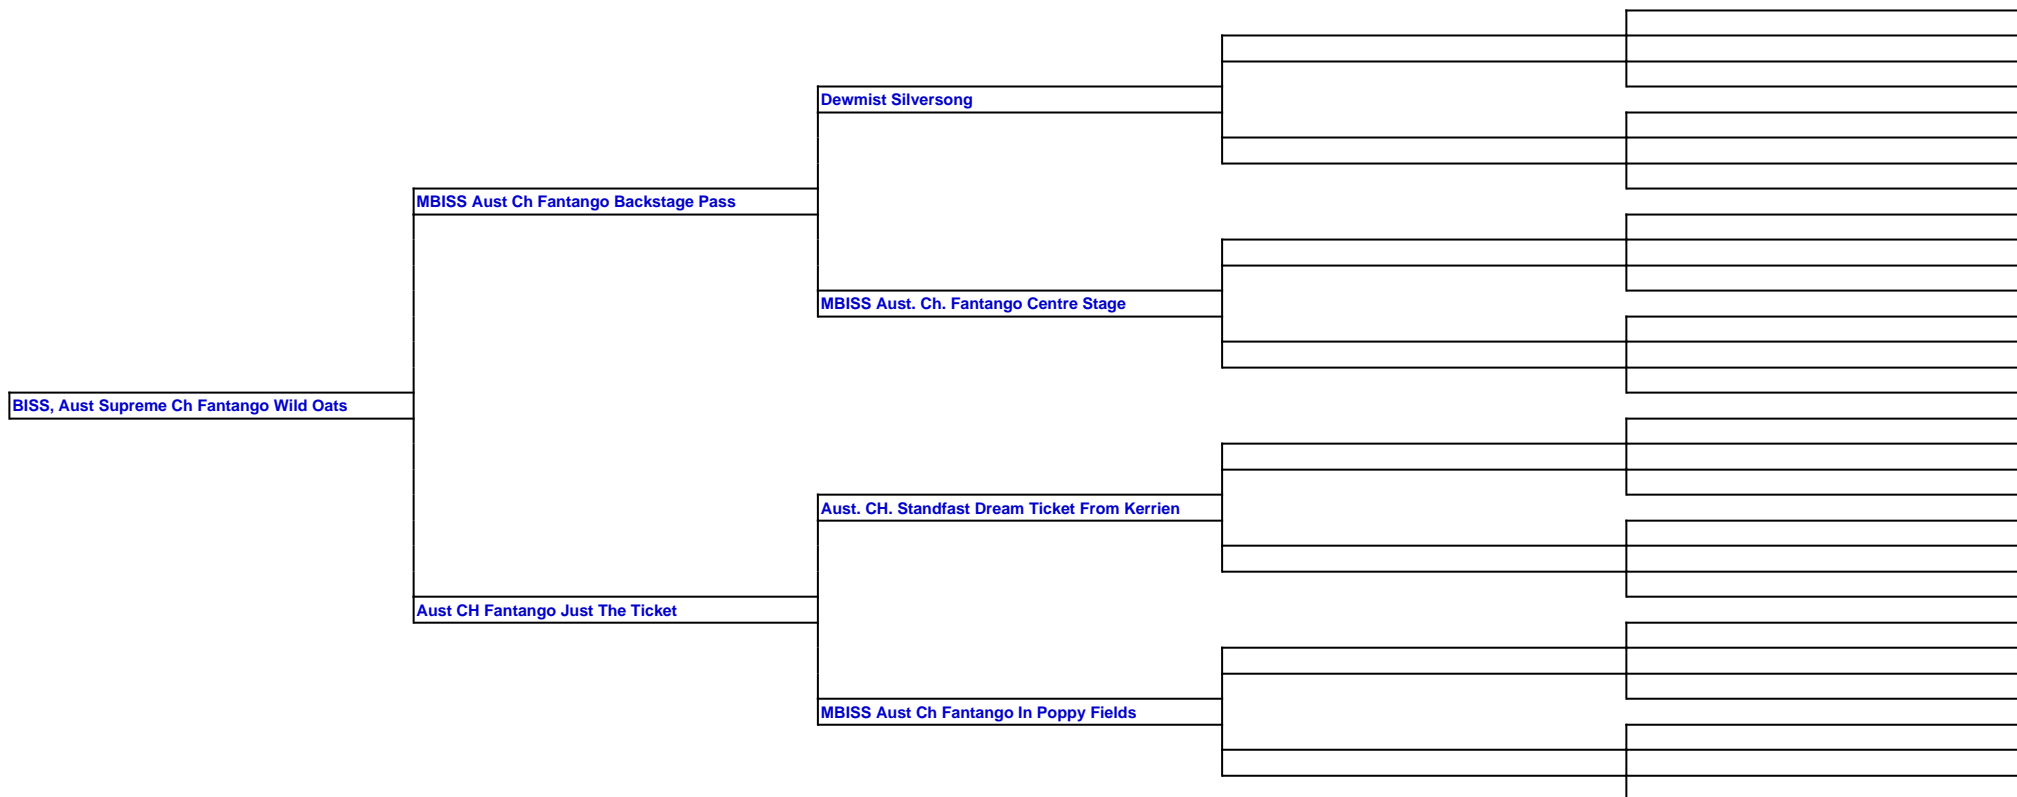 Dewmist Silversong
MBISS Aust Ch Fantango Backstage Pass
MBISS Aust. Ch. Fantango Centre Stage
BISS, Aust Supreme Ch Fantango Wild Oats
Aust. CH. Standfast Dream Ticket From Kerrien
Aust CH Fantango Just The Ticket
MBISS Aust Ch Fantango In Poppy Fields